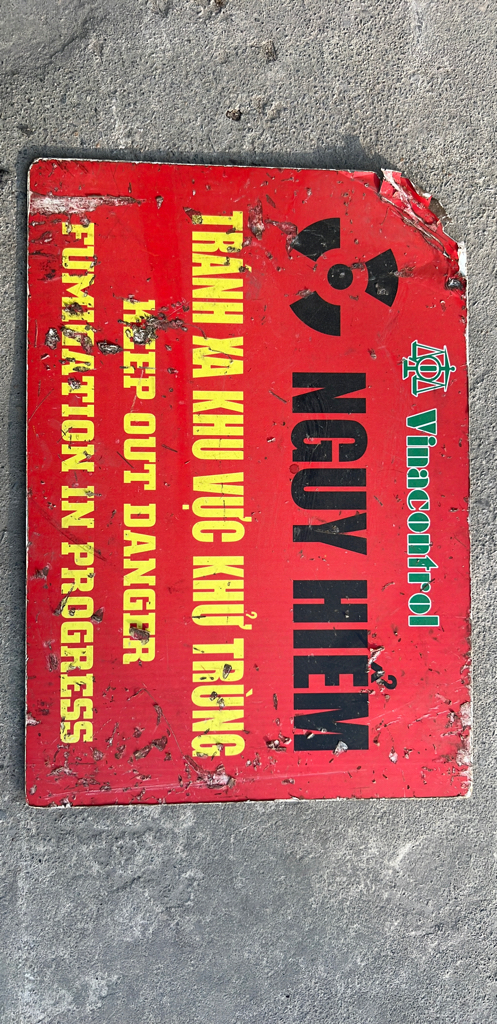 Vinacontrol
NGUY HIỂM
TRÁNH XA KHU VỰC KHỬ TRÙNG
KEEP OUT DANGER
FUMIGATION IN PROGRESS